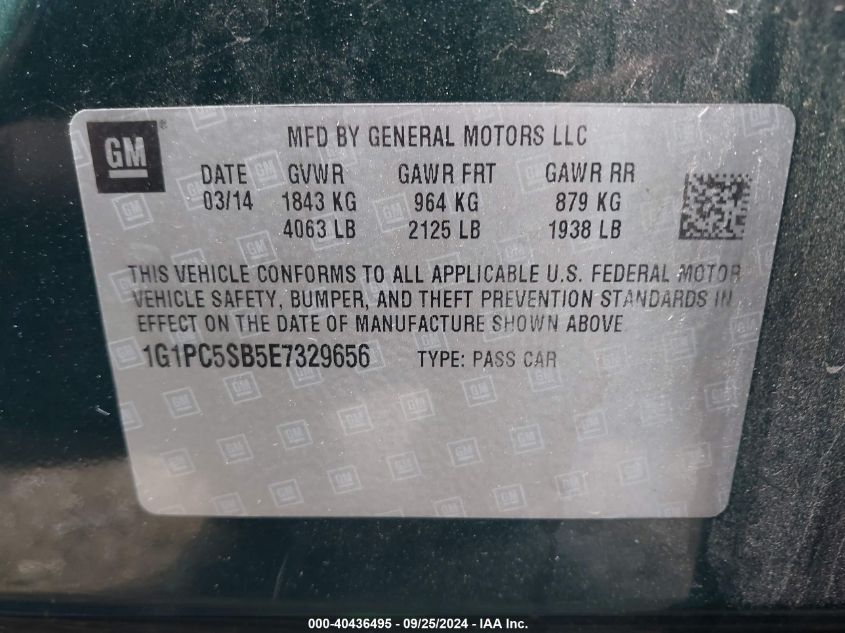 GM ®
MFD BY GENERAL MOTORS LLC
DATE GVWR GAWR FRT GAWR RR
03/14 1843 KG 964 KG 879 KG
4063 LB 2125 LB 1938 LB
THIS VEHICLE CONFORMS TO ALL APPLICABLE U.S. FEDERAL MOTOR
VEHICLE SAFETY, BUMPER, AND THEFT PREVENTION STANDARDS IN
EFFECT ON THE DATE OF MANUFACTURE SHOWN ABOVE.
1G1PC5SB5E7329656 TYPE: PASS CAR
000-40436495 - 09/25/2024 - IAA Inc.